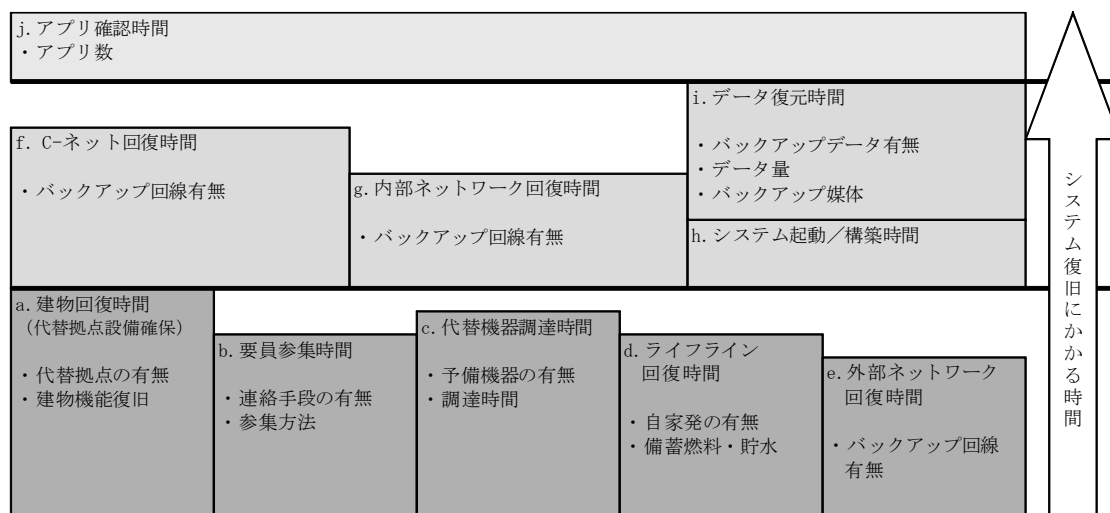 j. アプリ確認時間
・アプリ数
i. データ復元時間
・バックアップデータ有無
・データ量
・バックアップ媒体
f. C-ネット回復時間
・バックアップ回線有無
g. 内部ネットワーク回復時間
・バックアップ回線有無
h. システム起動／構築時間
a. 建物回復時間
（代替拠点設備確保）
・代替拠点の有無
・建物機能復旧
b. 要員参集時間
・連絡手段の有無
・参集方法
c. 代替機器調達時間
・予備機器の有無
・調達時間
d. ライフライン
回復時間
・自家発の有無
・備蓄燃料・貯水
e. 外部ネットワーク
回復時間
・バックアップ回線
有無
システム復旧にかかる時間